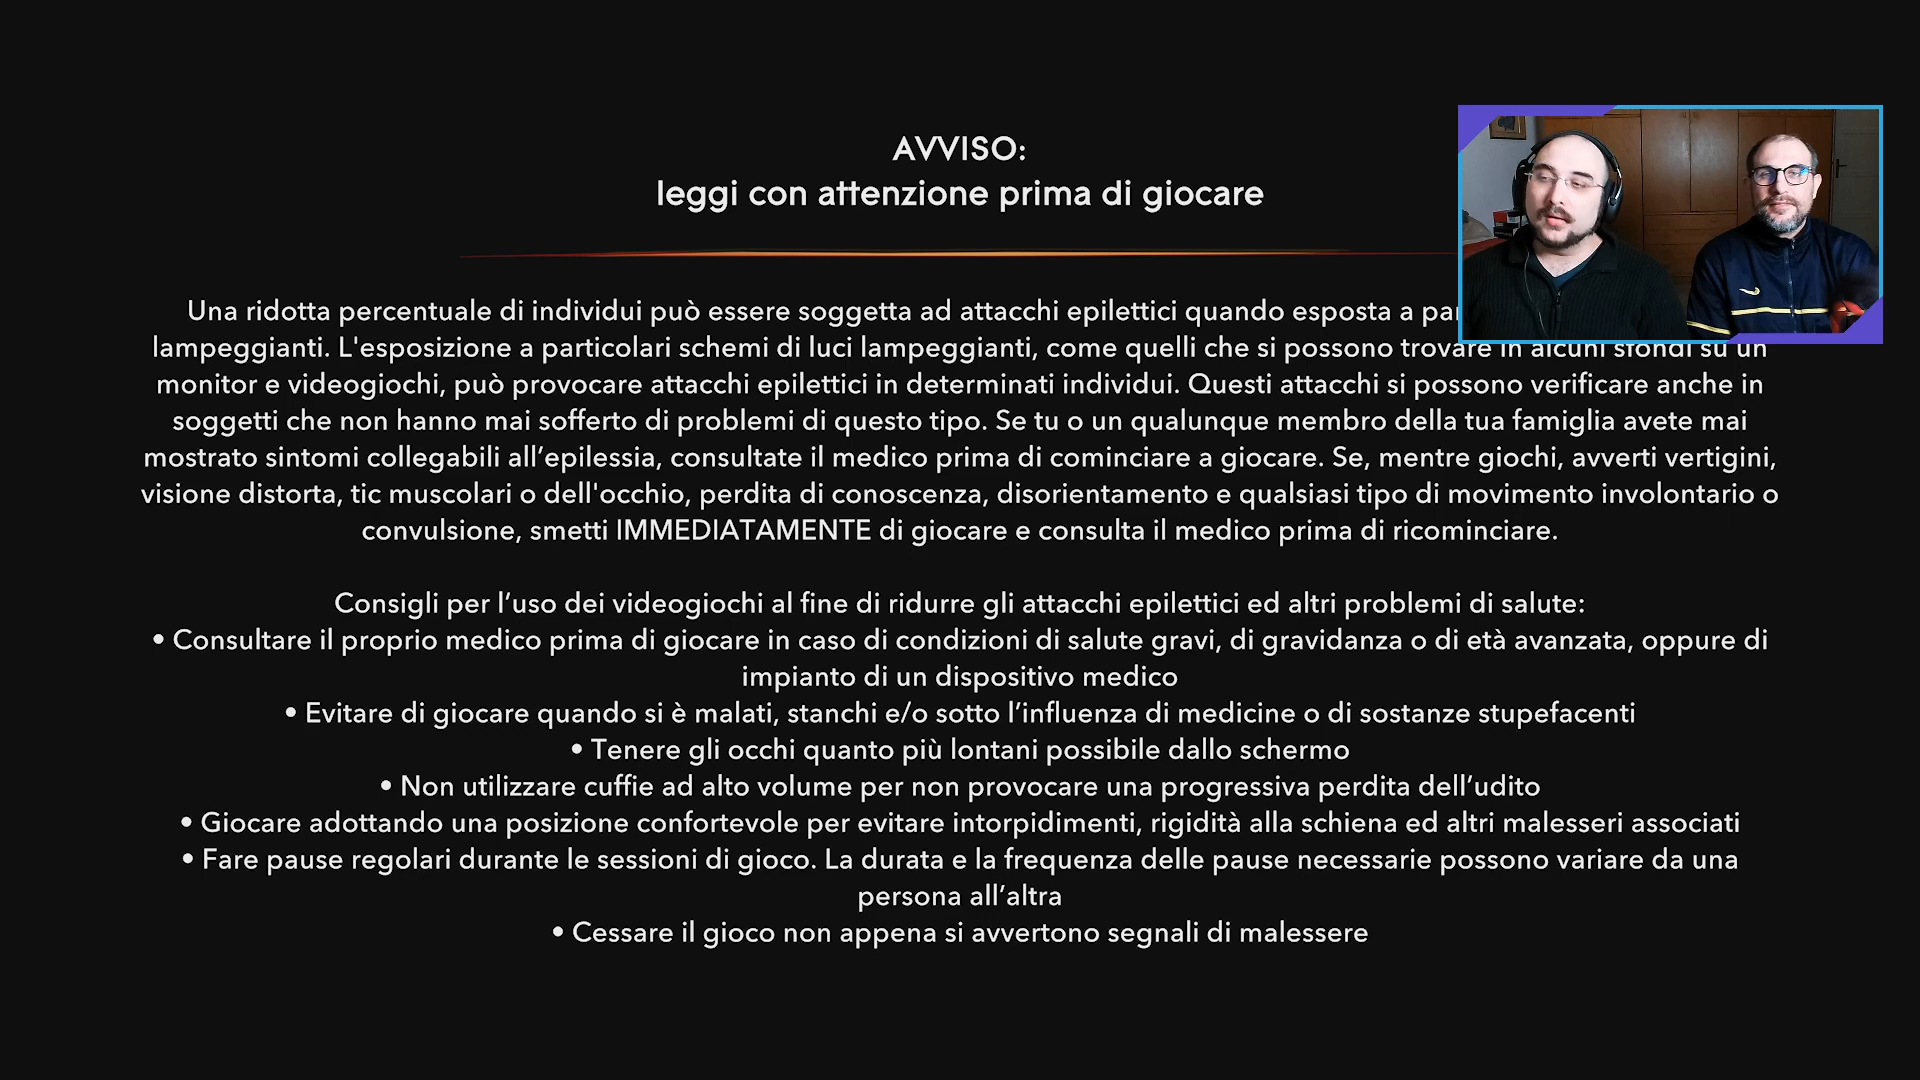 AVVISO:
leggi con attenzione prima di giocare
Una ridotta percentuale di individui può essere soggetta ad attacchi epilettici quando esposta a
lampeggianti. L'esposizione a particolari schemi di luci lampeggianti, come quelli che si possono trovare in alcuni sfondi su un
monitor e videogiochi, può provocare attacchi epilettici in determinati individui. Questi attacchi si possono verificare anche in
soggetti che non hanno mai sofferto di problemi di questo tipo. Se tu o un qualunque membro della tua famiglia avete mai
mostrato sintomi collegabili all’epilessia, consultate il medico prima di cominciare a giocare. Se, mentre giochi, avverti vertigini,
visione distorta, tic muscolari o dell'occhio, perdita di conoscenza, disorientamento e qualsiasi tipo di movimento involontario o
convulsione, smetti IMMEDIATAMENTE di giocare e consulta il medico prima di ricominciare.
Consigli per l’uso dei videogiochi al fine di ridurre gli attacchi epilettici ed altri problemi di salute:
• Consultare il proprio medico prima di giocare in caso di condizioni di salute gravi, di gravidanza o di età avanzata, oppure di
impianto di un dispositivo medico
• Evitare di giocare quando si è malati, stanchi e/o sotto l’influenza di medicine o di sostanze stupefacenti
• Tenere gli occhi quanto più lontani possibile dallo schermo
• Non utilizzare cuffie ad alto volume per non provocare una progressiva perdita dell’udito
• Giocare adottando una posizione confortevole per evitare intorpidimenti, rigidità alla schiena ed altri malesseri associati
• Fare pause regolari durante le sessioni di gioco. La durata e la frequenza delle pause necessarie possono variare da una
persona all’altra
• Cessare il gioco non appena si avvertono segnali di malessere